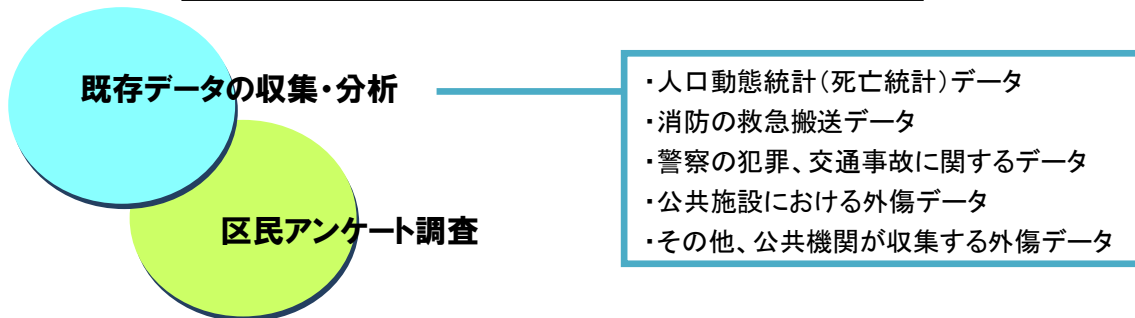 既存データの収集・分析
・人口動態統計(死亡統計)データ
・消防の救急搬送データ
・警察の犯罪、交通事故に関するデータ
・公共施設における外傷データ
・その他、公共機関が収集する外傷データ
区民アンケート調査